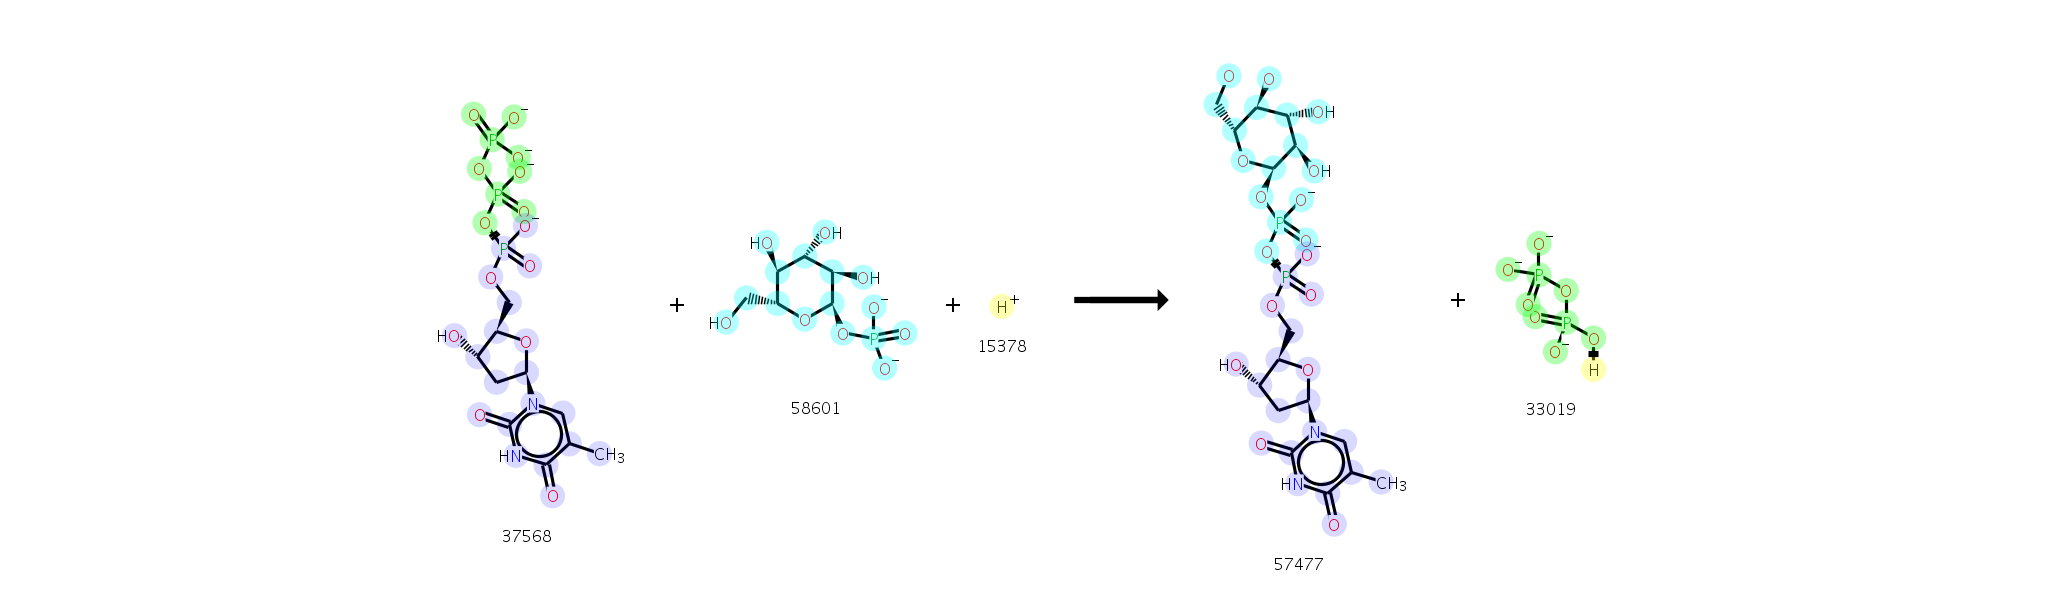 O O⁻
P
O O⁻
O⁻
P
O O
O⁻
P
O
O
HO O
N
O
HN
CH₃
O
37568
+
HO OH
OH
O⁻
HO O O P O
O⁻
58601
+
H⁺
15378
+
O O
OH
O OH
O O⁻
P
O O
O⁻
P
O
O
HO O
N
O
HN
CH₃
O
57477
+
O⁻
O⁻ P O
O
O P O
O⁻
H
33019